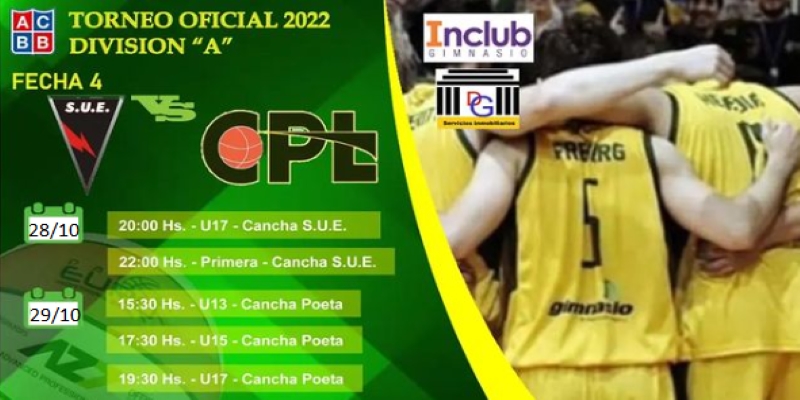 AC
BB
TORNEO OFICIAL 2022
DIVISION “A”
FECHA 4
S.U.E.
VS
CPL
28/10
20:00 Hs. - U17 - Cancha S.U.E.
22:00 Hs. - Primera - Cancha S.U.E.
29/10
15:30 Hs. - U13 - Cancha Poeta
17:30 Hs. - U15 - Cancha Poeta
19:30 Hs. - U17 - Cancha Poeta
Inclub
GIMNASIO
DG
Servicios Inmobiliarios
5
gimnasio